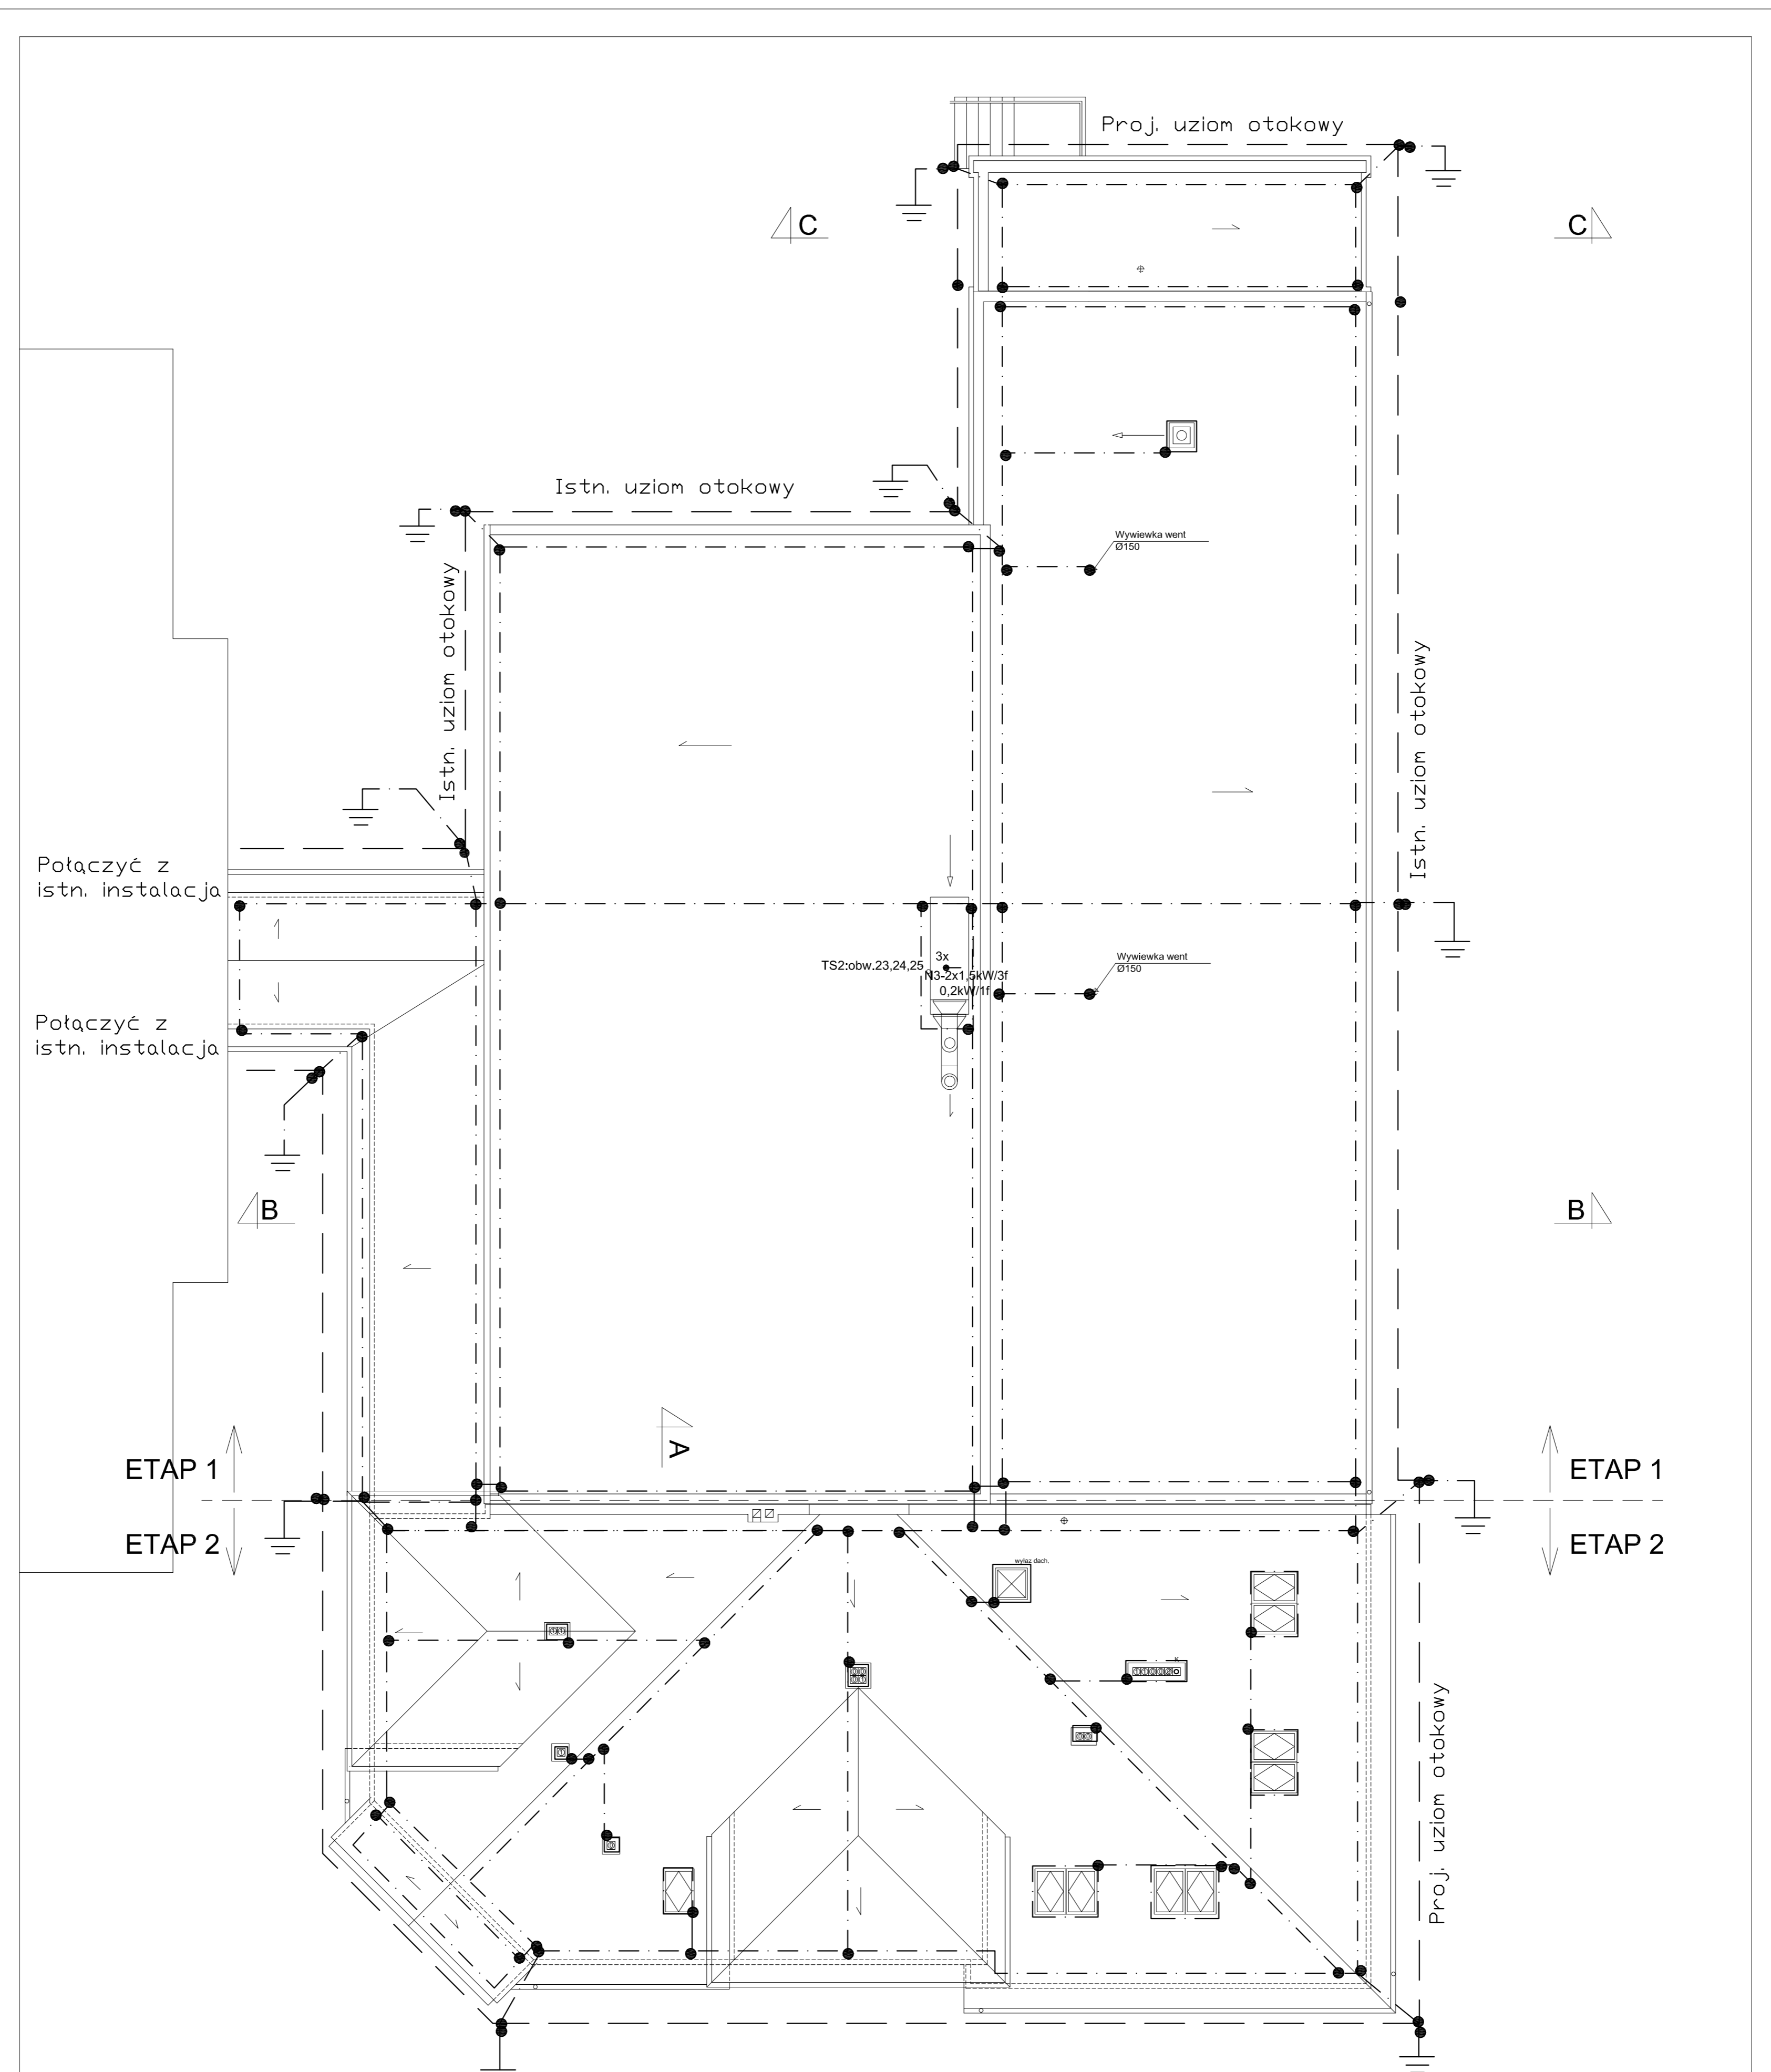 Proj. uziom otokowy
C
C
Istn. uziom otokowy
Wywiewka went
Ø150
Istn. uziom otokowy
Istn. uziom otokowy
Połączyć z
istn. instalacja
TS2:obw.23,24,25
3x
N3-2x1,5kW/3f
0,2kW/1f
Wywiewka went
Ø150
Połączyć z
istn. instalacja
B
B
A
ETAP 1
ETAP 1
ETAP 2
ETAP 2
wyłaz dach.
K
Proj. uziom otokowy